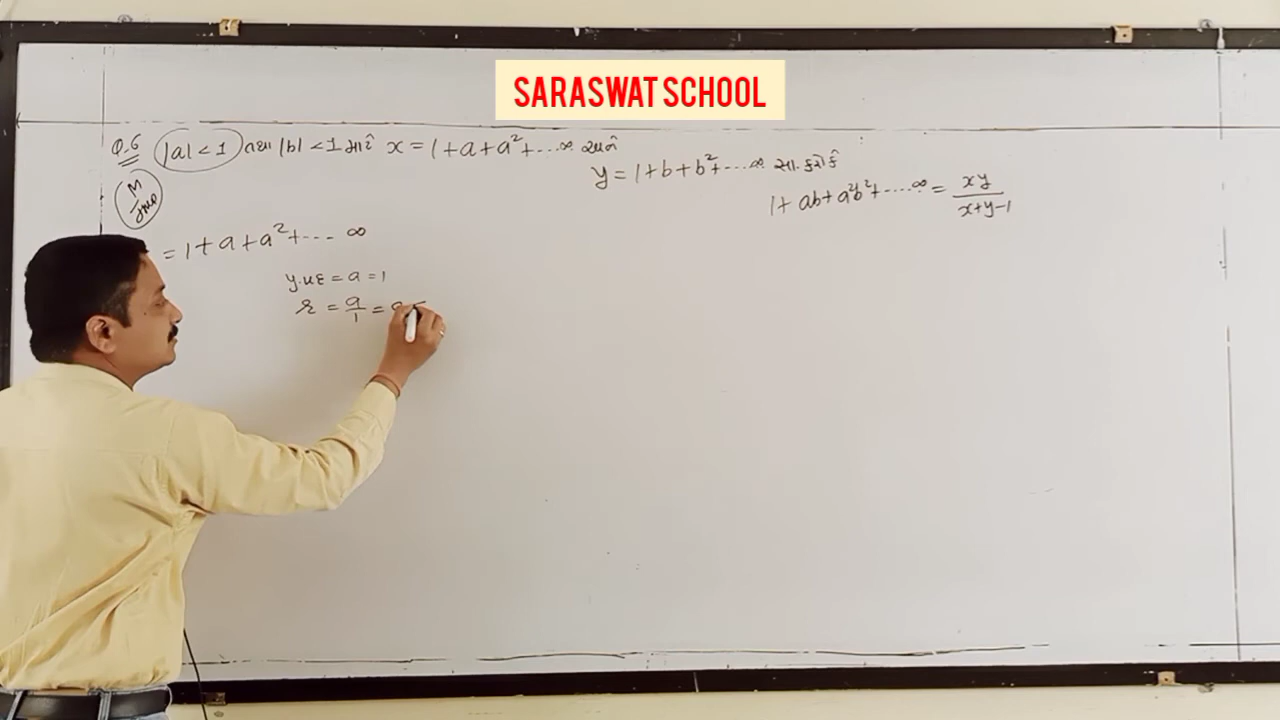 SARASWAT SCHOOL
Q.6 |a| < 1 તથા |b| < 1 માટે x = 1 + a + a² + ....∞ અને
y = 1 + b + b² + ....∞ સા. કરો કે
1 + ab + a²b² + .....∞ = xy / x+y-1
= 1 + a + a² + .... ∞
પ્ર.પદ = a = 1
r = a/1 = a